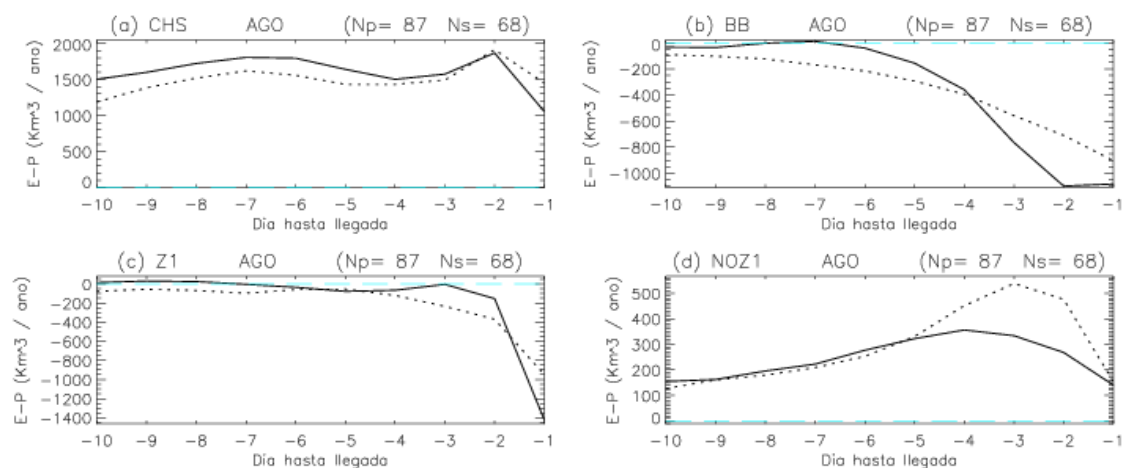 (a) CHS AGO (Np= 87 Ns= 68)
2000
1500
1000
500
0
E-P (Km^3 / ano)
-10 -9 -8 -7 -6 -5 -4 -3 -2 -1
Dia hasta llegada
(b) BB AGO (Np= 87 Ns= 68)
0
-200
-400
-600
-800
-1000
E-P (Km^3 / ano)
-10 -9 -8 -7 -6 -5 -4 -3 -2 -1
Dia hasta llegada
(c) Z1 AGO (Np= 87 Ns= 68)
0
-200
-400
-600
-800
-1000
-1200
-1400
E-P (Km^3 / ano)
-10 -9 -8 -7 -6 -5 -4 -3 -2 -1
Dia hasta llegada
(d) NOZ1 AGO (Np= 87 Ns= 68)
500
400
300
200
100
0
E-P (Km^3 / ano)
-10 -9 -8 -7 -6 -5 -4 -3 -2 -1
Dia hasta llegada